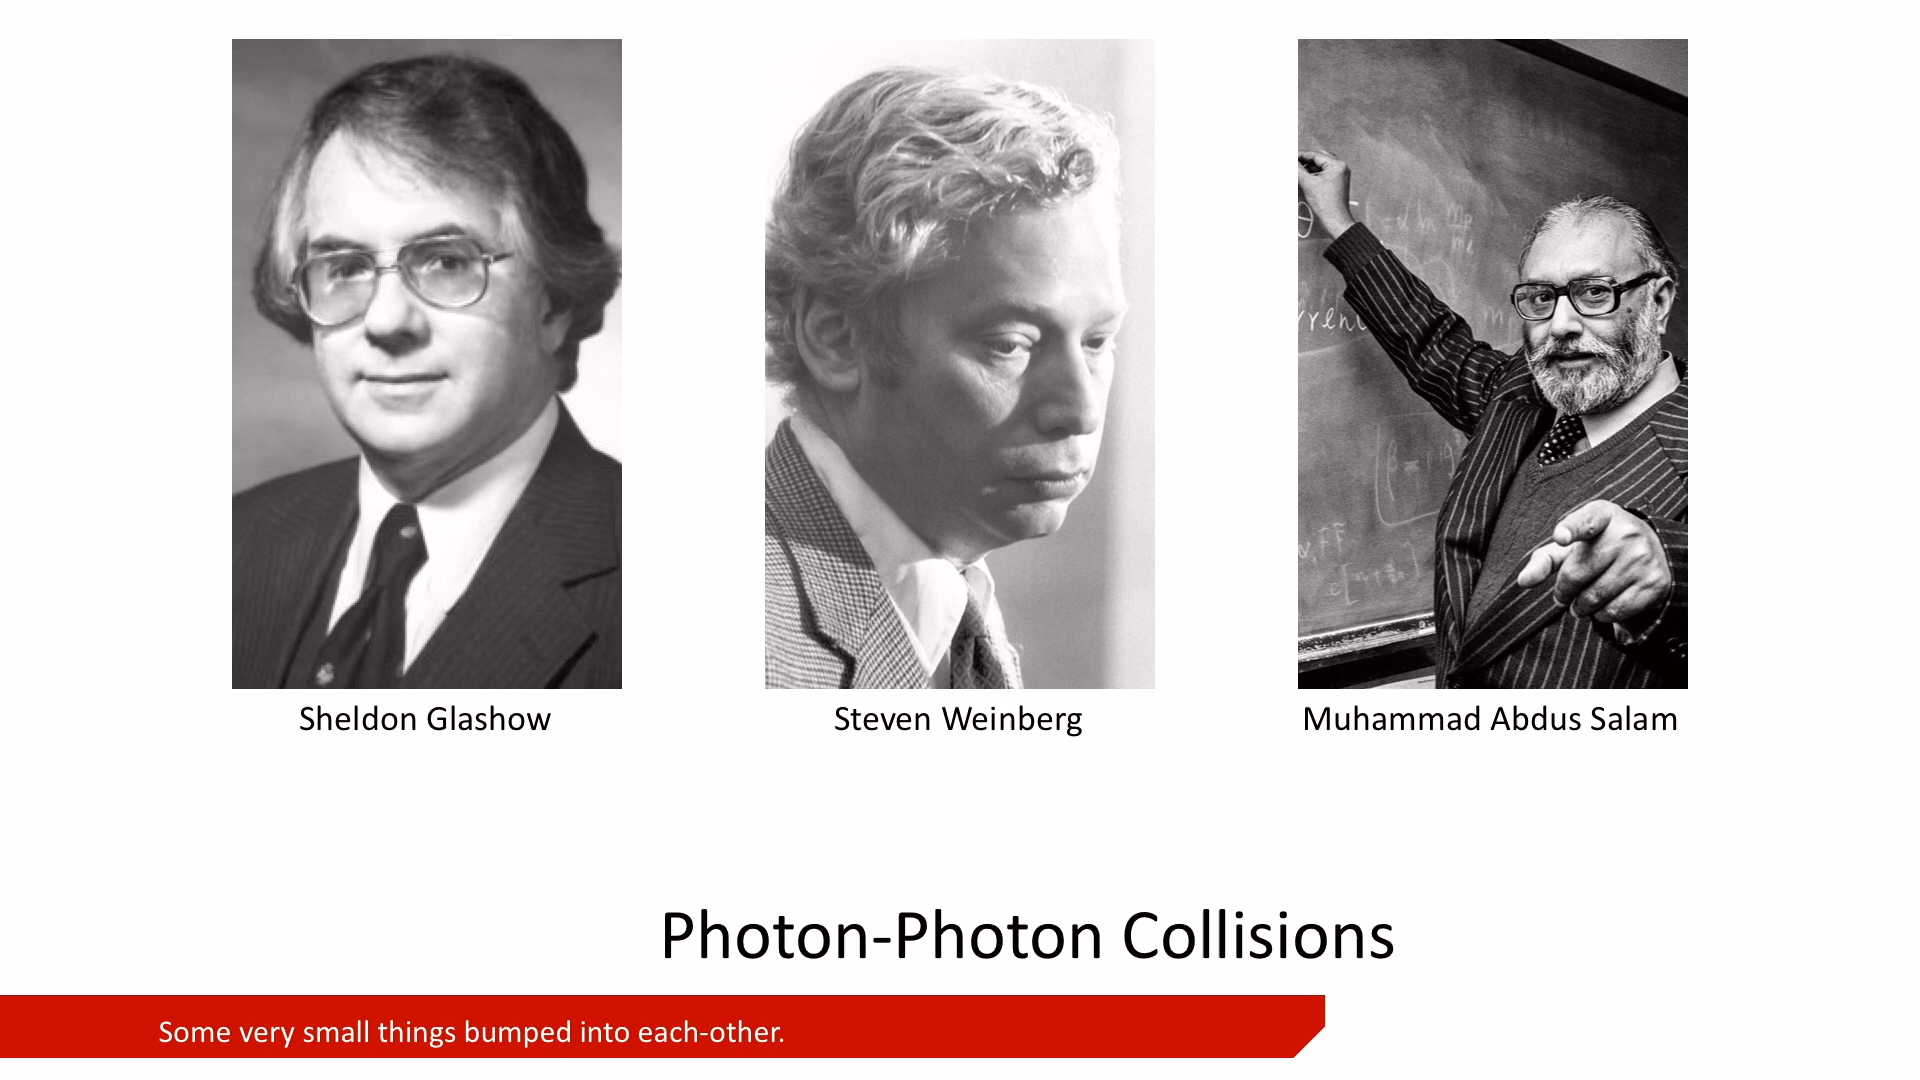 Sheldon Glashow
Steven Weinberg
Muhammad Abdus Salam
Photon-Photon Collisions
Some very small things bumped into each-other.